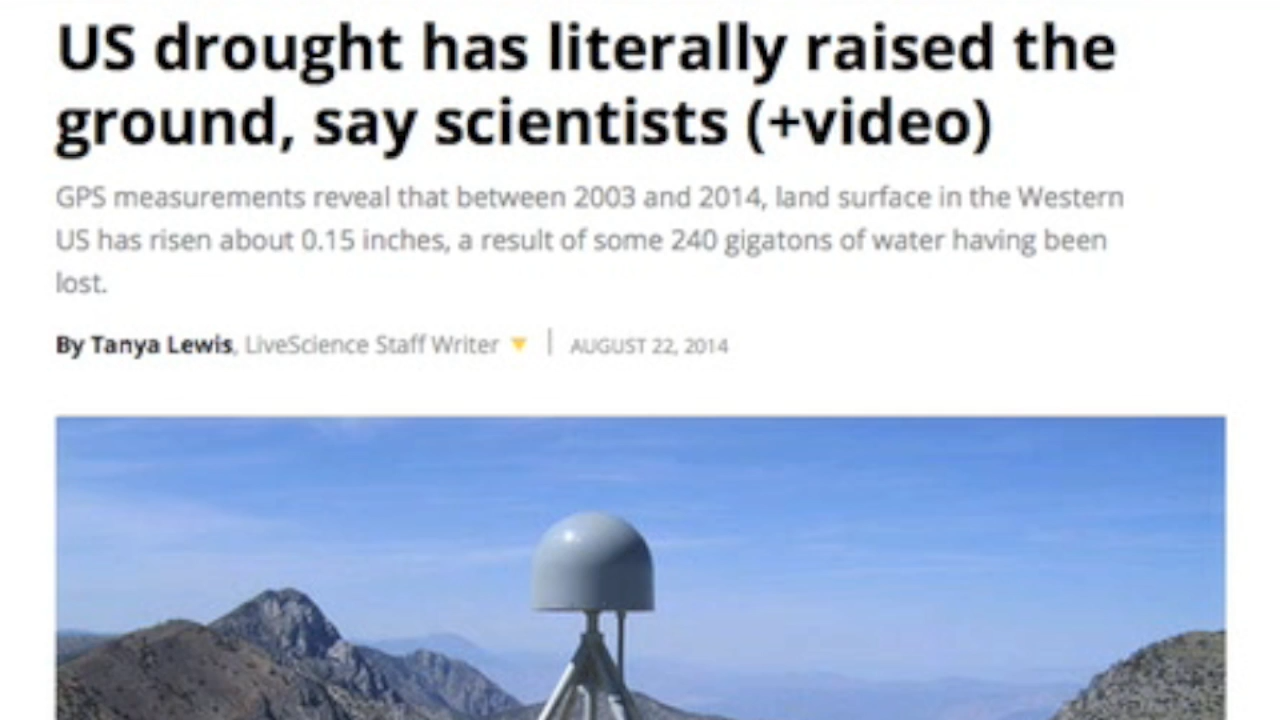 US drought has literally raised the
ground, say scientists (+video)
GPS measurements reveal that between 2003 and 2014, land surface in the Western
US has risen about 0.15 inches, a result of some 240 gigatons of water having been
lost.
By Tanya Lewis, LiveScience Staff Writer | AUGUST 22, 2014